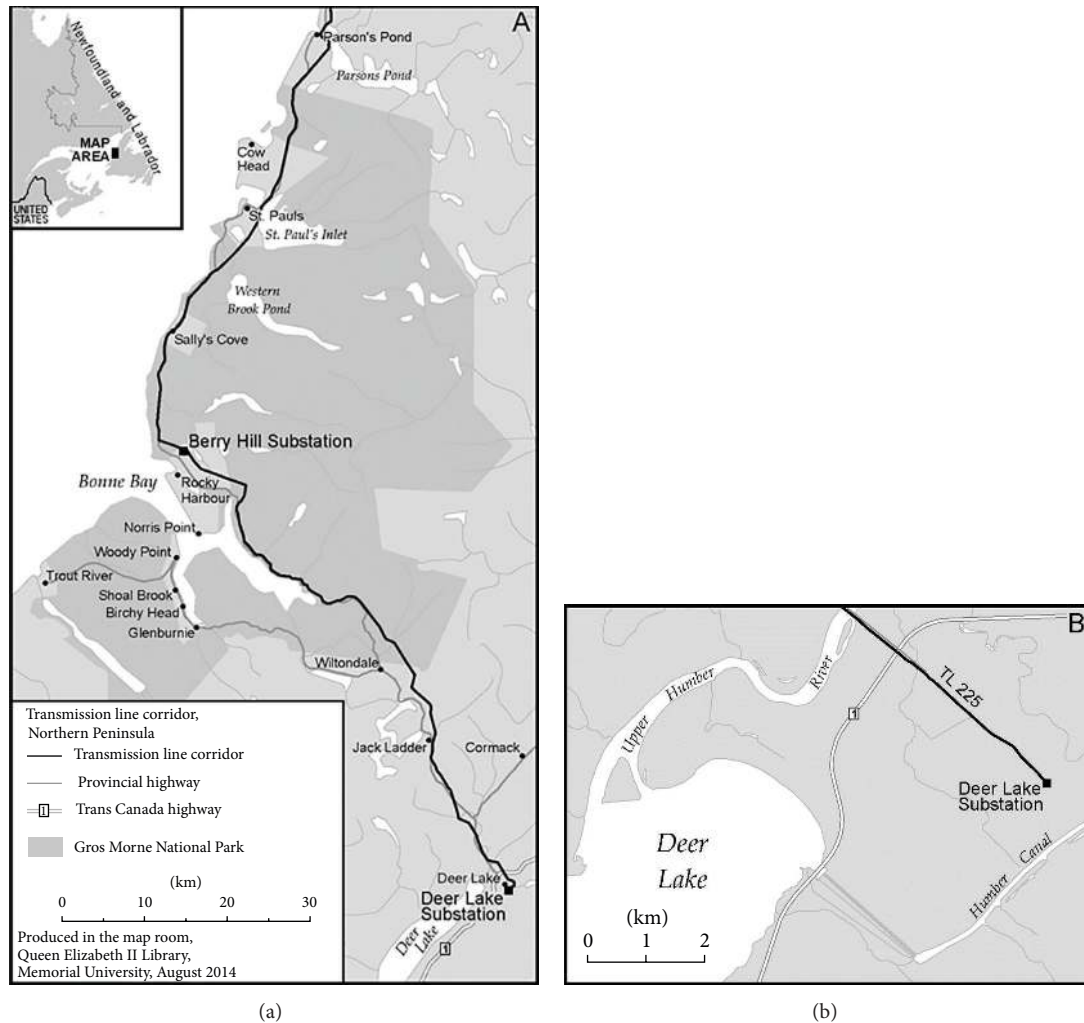 A
Newfoundland and Labrador
MAP
AREA
UNITED
STATES
Parson's Pond
Parsons Pond
Cow
Head
St. Pauls
St. Paul's Inlet
Western
Brook Pond
Sally's Cove
Berry Hill Substation
Bonne Bay
Rocky
Harbour
Norris Point
Woody Point
Trout River
Shoal Brook
Birchy Head
Glenburnie
Wiltondale
Jack Ladder
Cormack
Deer Lake
Deer Lake
Substation
Deer
Lake
1
Transmission line corridor,
Northern Peninsula
Transmission line corridor
Provincial highway
1 Trans Canada highway
Gros Morne National Park
(km)
0 10 20 30
Produced in the map room,
Queen Elizabeth II Library,
Memorial University, August 2014
(a)
B
Upper Humber River
TL 225
1
Deer Lake
Substation
Deer
Lake
Humber Canal
(km)
0 1 2
(b)